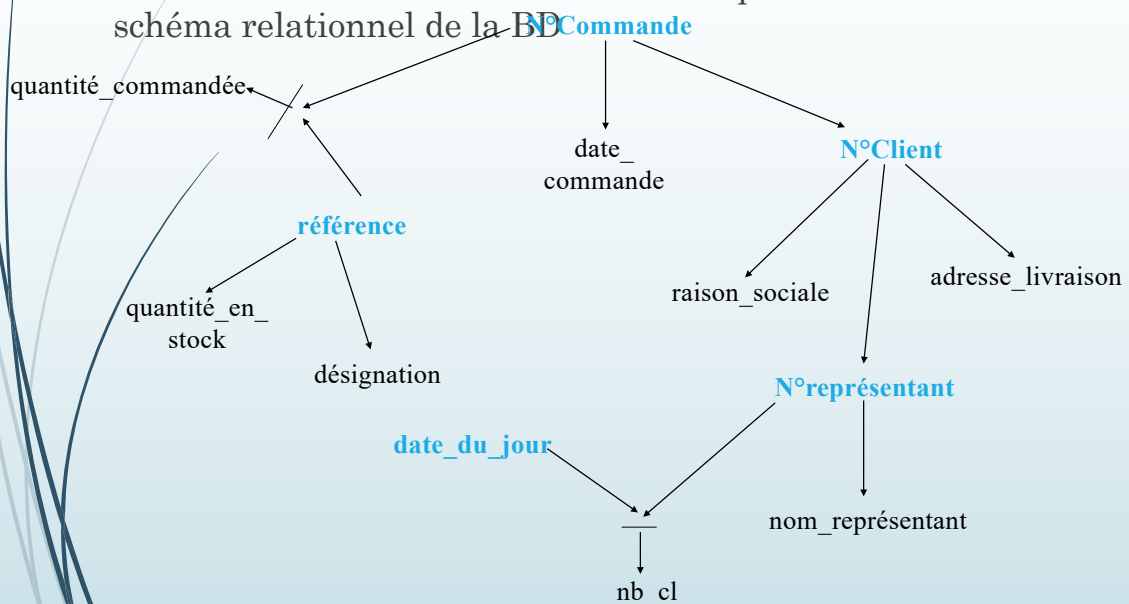 schéma relationnel de la BD
N°Commande
quantité_commandée
date_
commande
N°Client
référence
quantité_en_
stock
désignation
raison_sociale
adresse_livraison
N°représentant
date_du_jour
nom_représentant
nb_cl